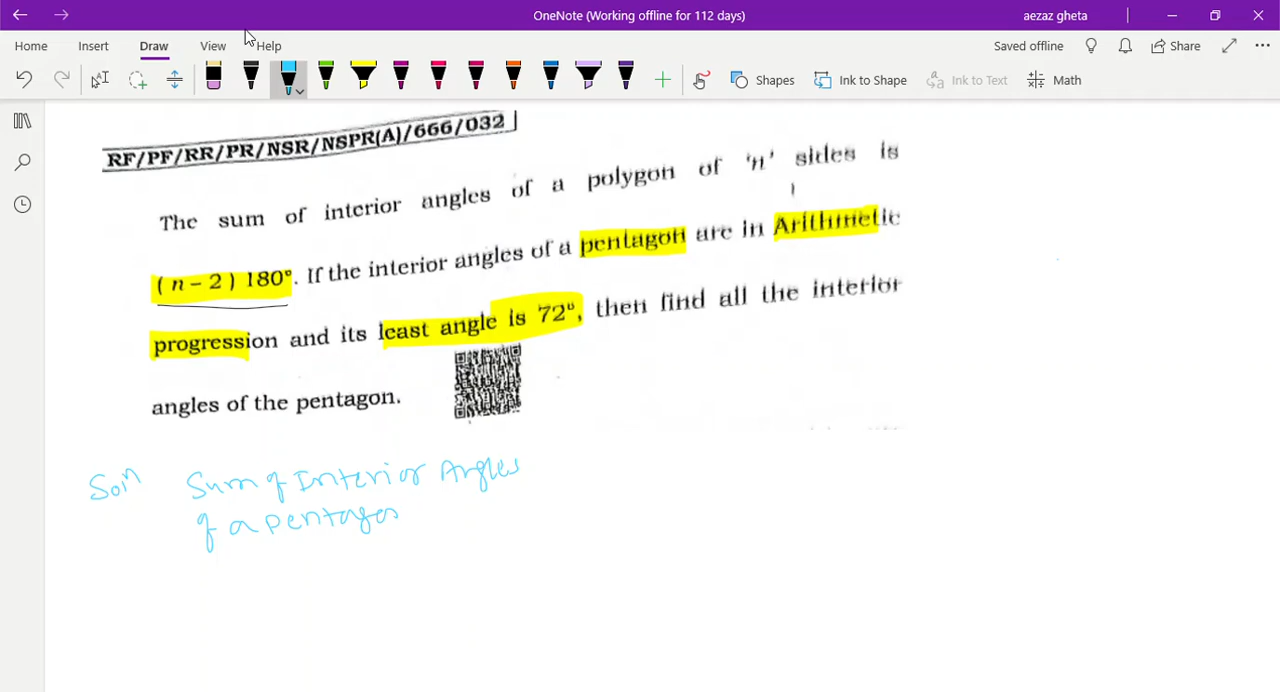 OneNote (Working offline for 112 days)
aezaz gheta
Home Insert Draw View Help
Saved offline
Share
Shapes
Ink to Shape
Ink to Text
Math
RF/PF/RR/PR/NSR/NSPR(A)/666/032
The sum of interior angles of a polygon of 'n' sides is
( n – 2 ) 180°. If the interior angles of a pentagon are in Arithmetic
progression and its least angle is 72°, then find all the interior
angles of the pentagon.
Soln Sum of Interior Angles
of a pentago